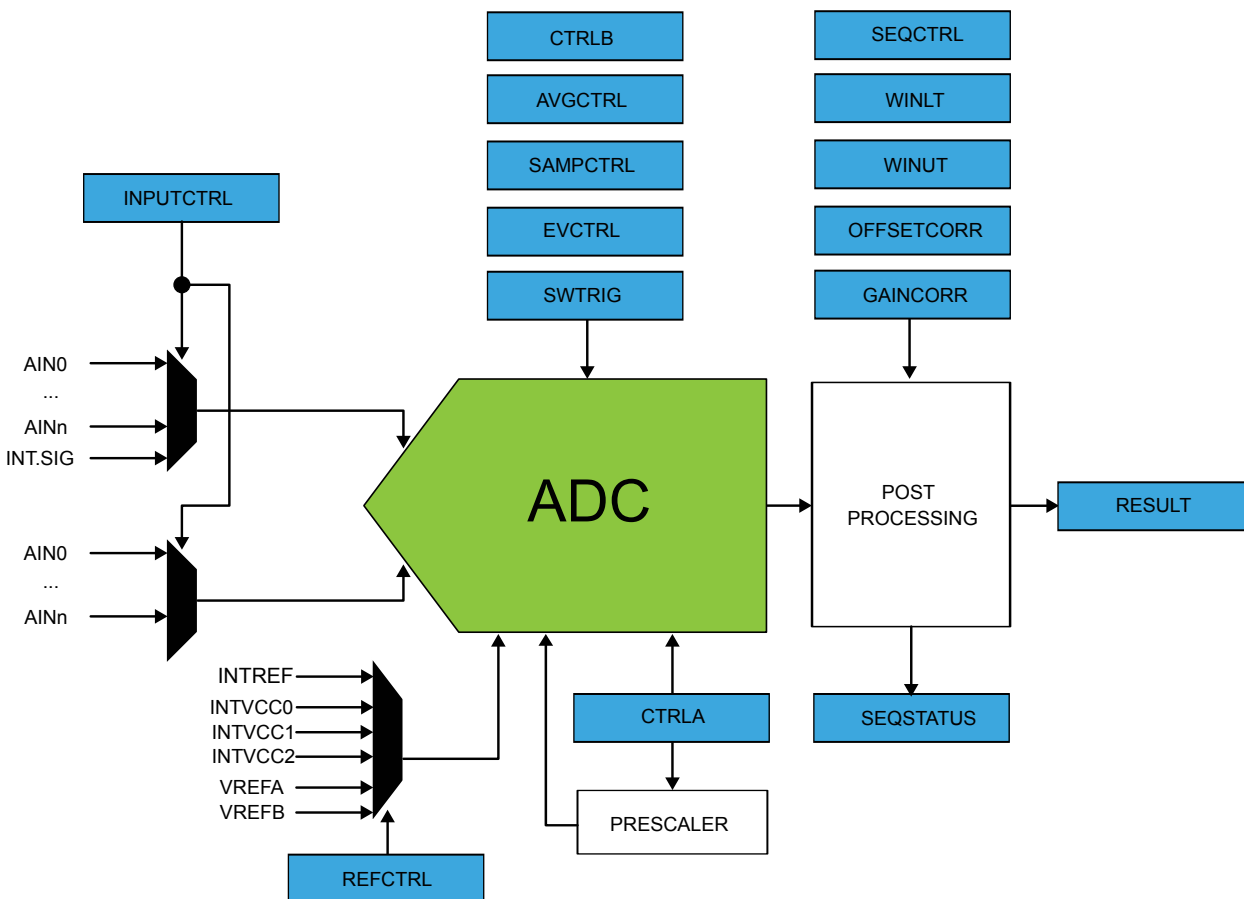 CTRLB
SEQCTRL
AVGCTRL
WINLT
SAMPCTRL
WINUT
INPUTCTRL
EVCTRL
OFFSETCORR
SWTRIG
GAINCORR
AIN0
...
AINn
INT.SIG
ADC
POST
PROCESSING
RESULT
AIN0
...
AINn
INTREF
INTVCC0
INTVCC1
INTVCC2
VREFA
VREFB
CTRLA
SEQSTATUS
PRESCALER
REFCTRL